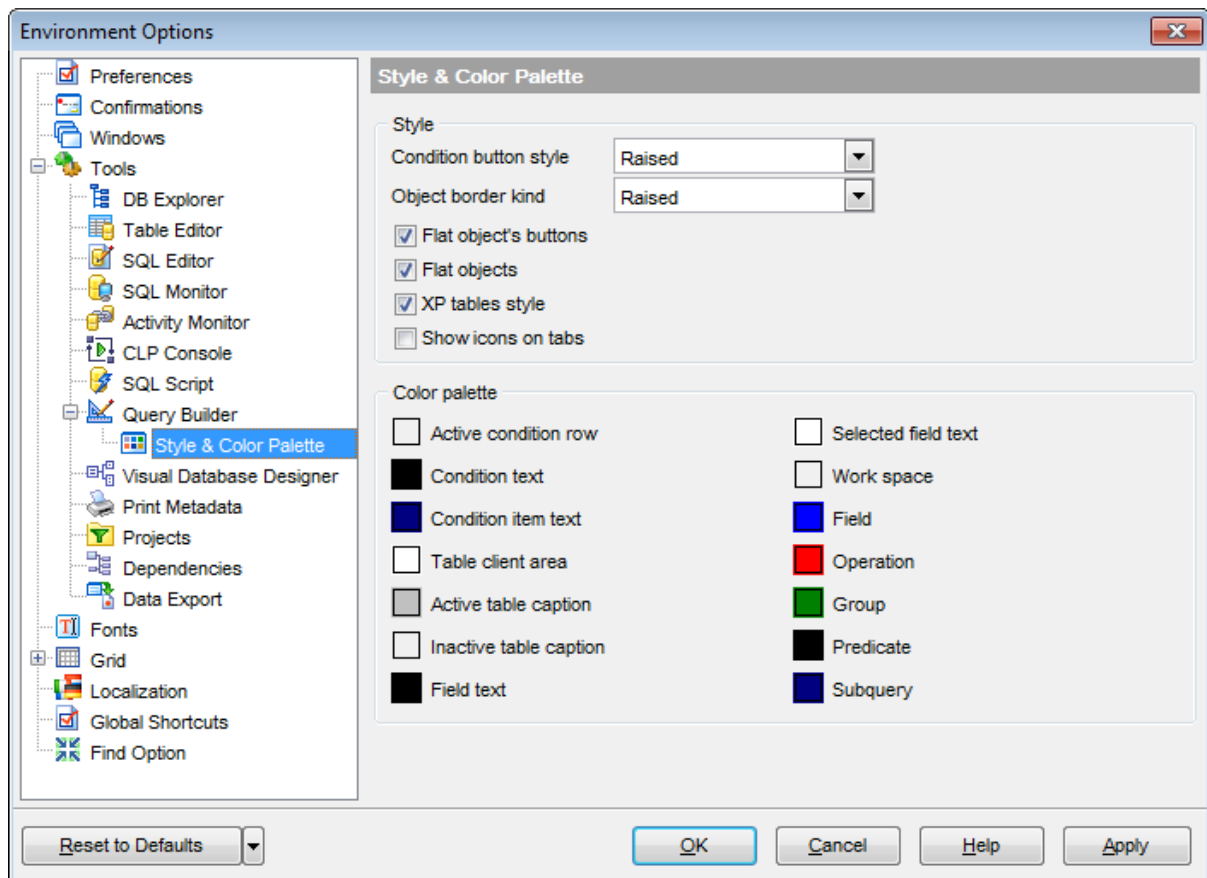 Environment Options
Preferences
Confirmations
Windows
Tools
DB Explorer
Table Editor
SQL Editor
SQL Monitor
Activity Monitor
CLP Console
SQL Script
Query Builder
Style & Color Palette
Visual Database Designer
Print Metadata
Projects
Dependencies
Data Export
Fonts
Grid
Localization
Global Shortcuts
Find Option
Style & Color Palette
Style
Condition button style Raised
Object border kind Raised
Flat object's buttons
Flat objects
XP tables style
Show icons on tabs
Color palette
Active condition row
Condition text
Condition item text
Table client area
Active table caption
Inactive table caption
Field text
Selected field text
Work space
Field
Operation
Group
Predicate
Subquery
Reset to Defaults OK Cancel Help Apply